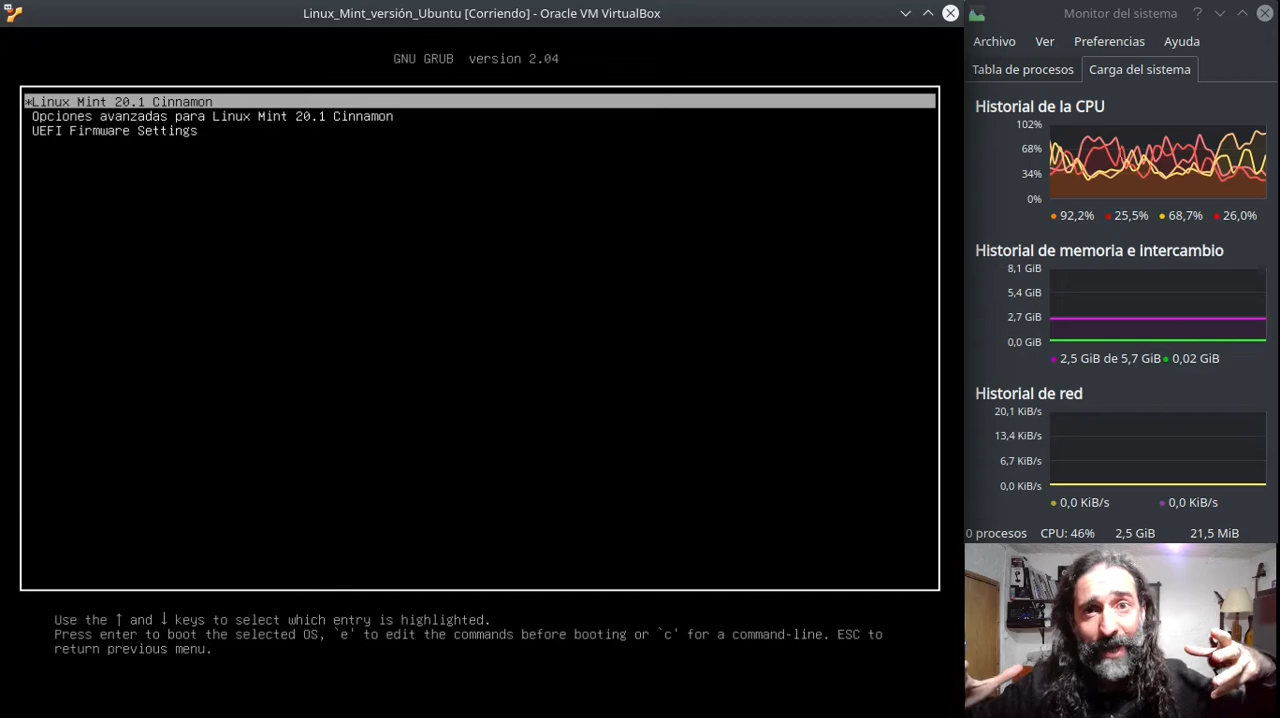 Linux_Mint_versión_Ubuntu [Corriendo] - Oracle VM VirtualBox
GNU GRUB version 2.04
*Linux Mint 20.1 Cinnamon
Opciones avanzadas para Linux Mint 20.1 Cinnamon
UEFI Firmware Settings
Use the ↑ and ↓ keys to select which entry is highlighted.
Press enter to boot the selected OS, `e' to edit the commands before booting or `c' for a command-line. ESC to
return previous menu.
Monitor del sistema
Archivo Ver Preferencias Ayuda
Tabla de procesos Carga del sistema
Historial de la CPU
102%
68%
34%
0%
92,2% 25,5% 68,7% 26,0%
Historial de memoria e intercambio
8,1 GiB
5,4 GiB
2,7 GiB
0,0 GiB
2,5 GiB de 5,7 GiB 0,02 GiB
Historial de red
20,1 KiB/s
13,4 KiB/s
6,7 KiB/s
0,0 KiB/s
0,0 KiB/s 0,0 KiB/s
0 procesos CPU: 46% 2,5 GiB 21,5 MiB